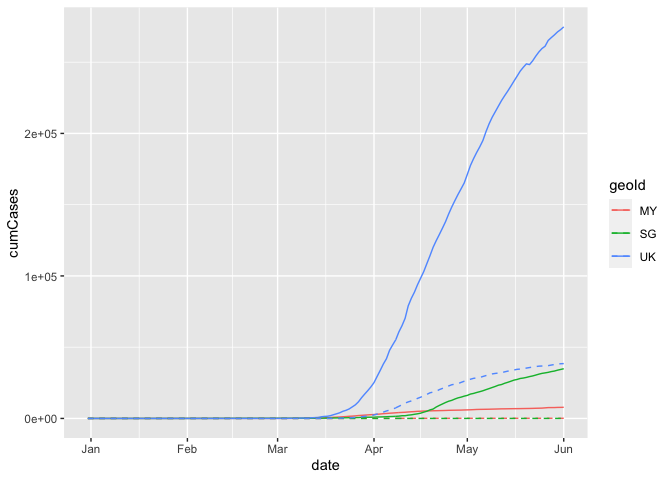 cumCases
2e+05
1e+05
0e+00
Jan Feb Mar Apr May Jun
date
geoId
MY
SG
UK